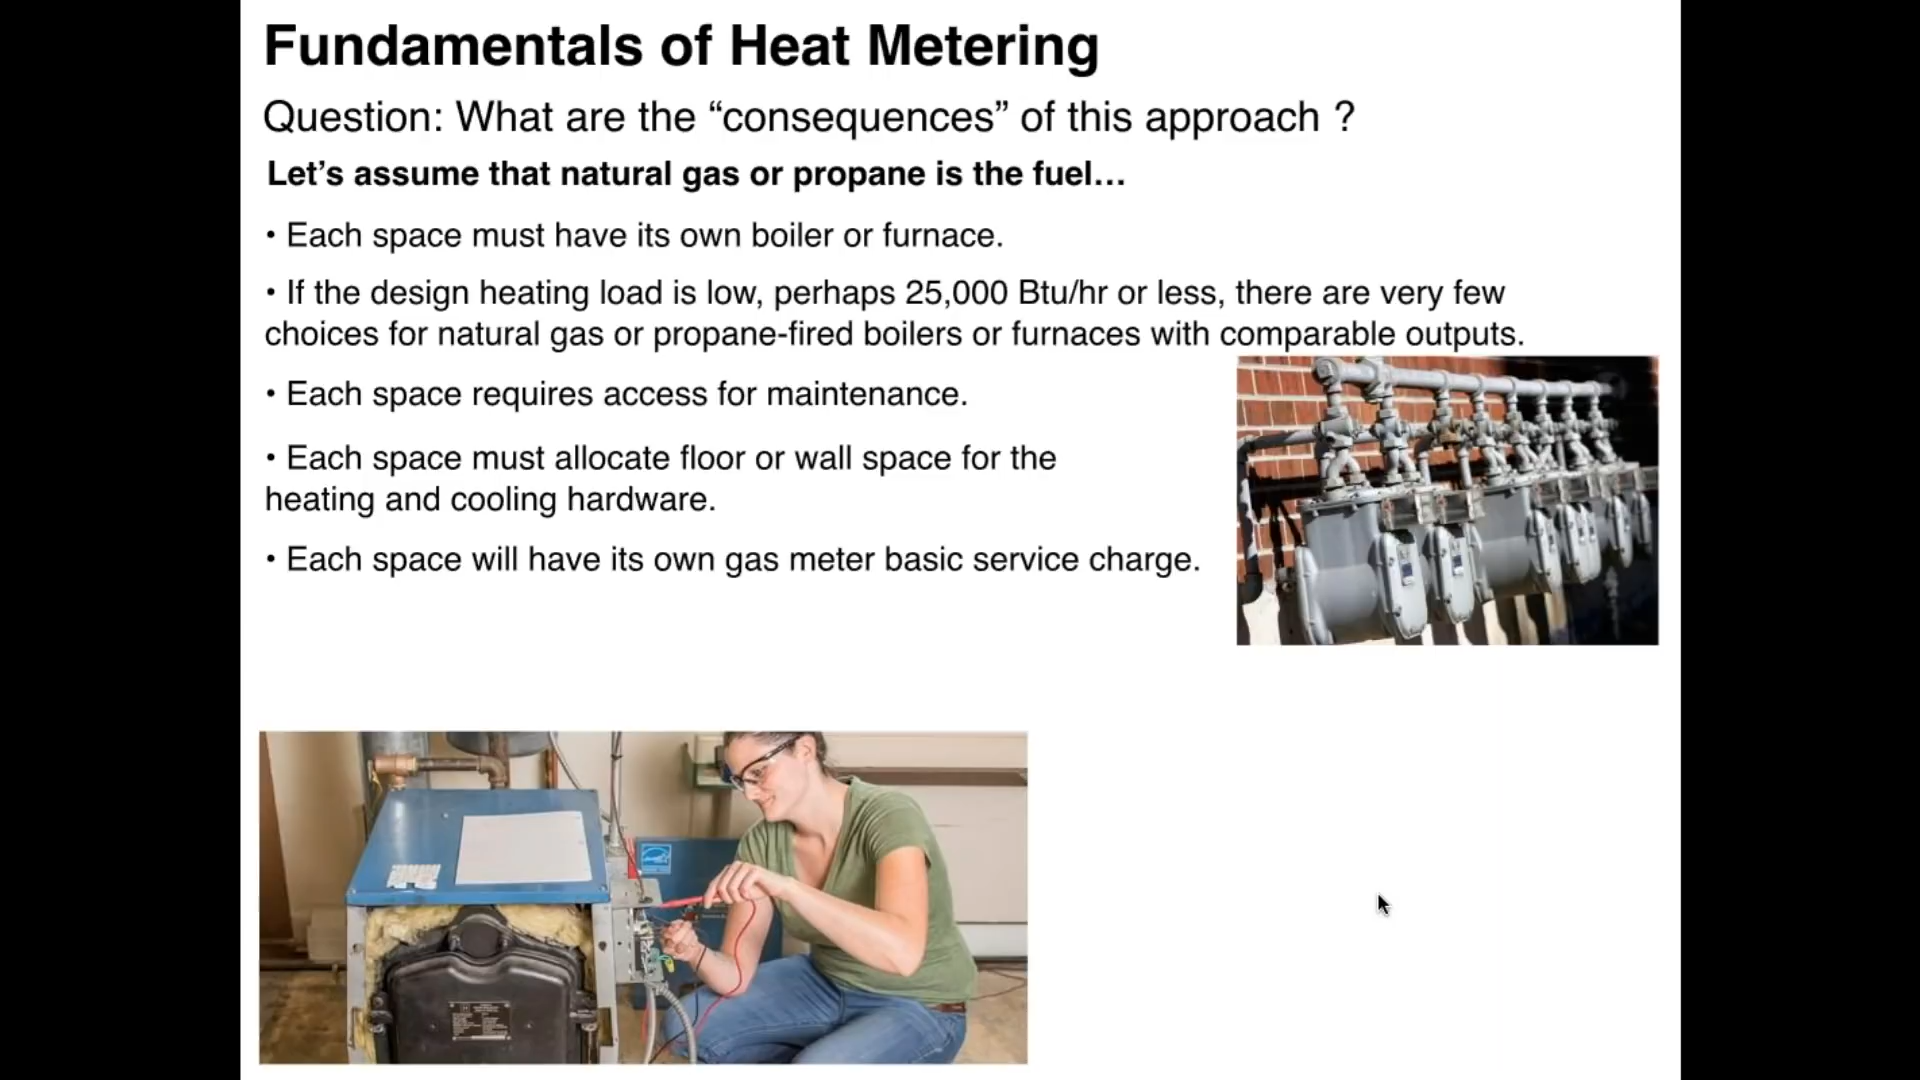 Fundamentals of Heat Metering
Question: What are the “consequences” of this approach ?
Let’s assume that natural gas or propane is the fuel…
• Each space must have its own boiler or furnace.
• If the design heating load is low, perhaps 25,000 Btu/hr or less, there are very few
choices for natural gas or propane-fired boilers or furnaces with comparable outputs.
• Each space requires access for maintenance.
• Each space must allocate floor or wall space for the
heating and cooling hardware.
• Each space will have its own gas meter basic service charge.